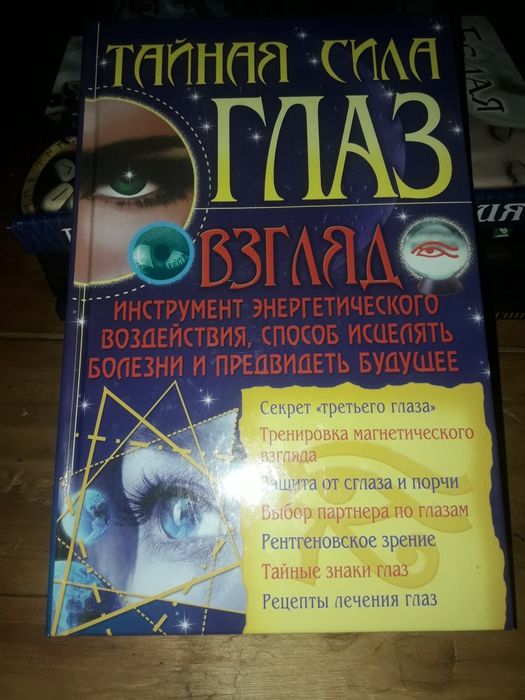 ТАЙНАЯ СИЛА
ГЛАЗ
ВЗГЛЯД
ИНСТРУМЕНТ ЭНЕРГЕТИЧЕСКОГО
ВОЗДЕЙСТВИЯ, СПОСОБ ИСЦЕЛЯТЬ
БОЛЕЗНИ И ПРЕДВИДЕТЬ БУДУЩЕЕ
Секрет «третьего глаза»
Тренировка магнетического
взгляда
Защита от сглаза и порчи
Выбор партнера по глазам
Рентгеновское зрение
Тайные знаки глаз
Рецепты лечения глаз